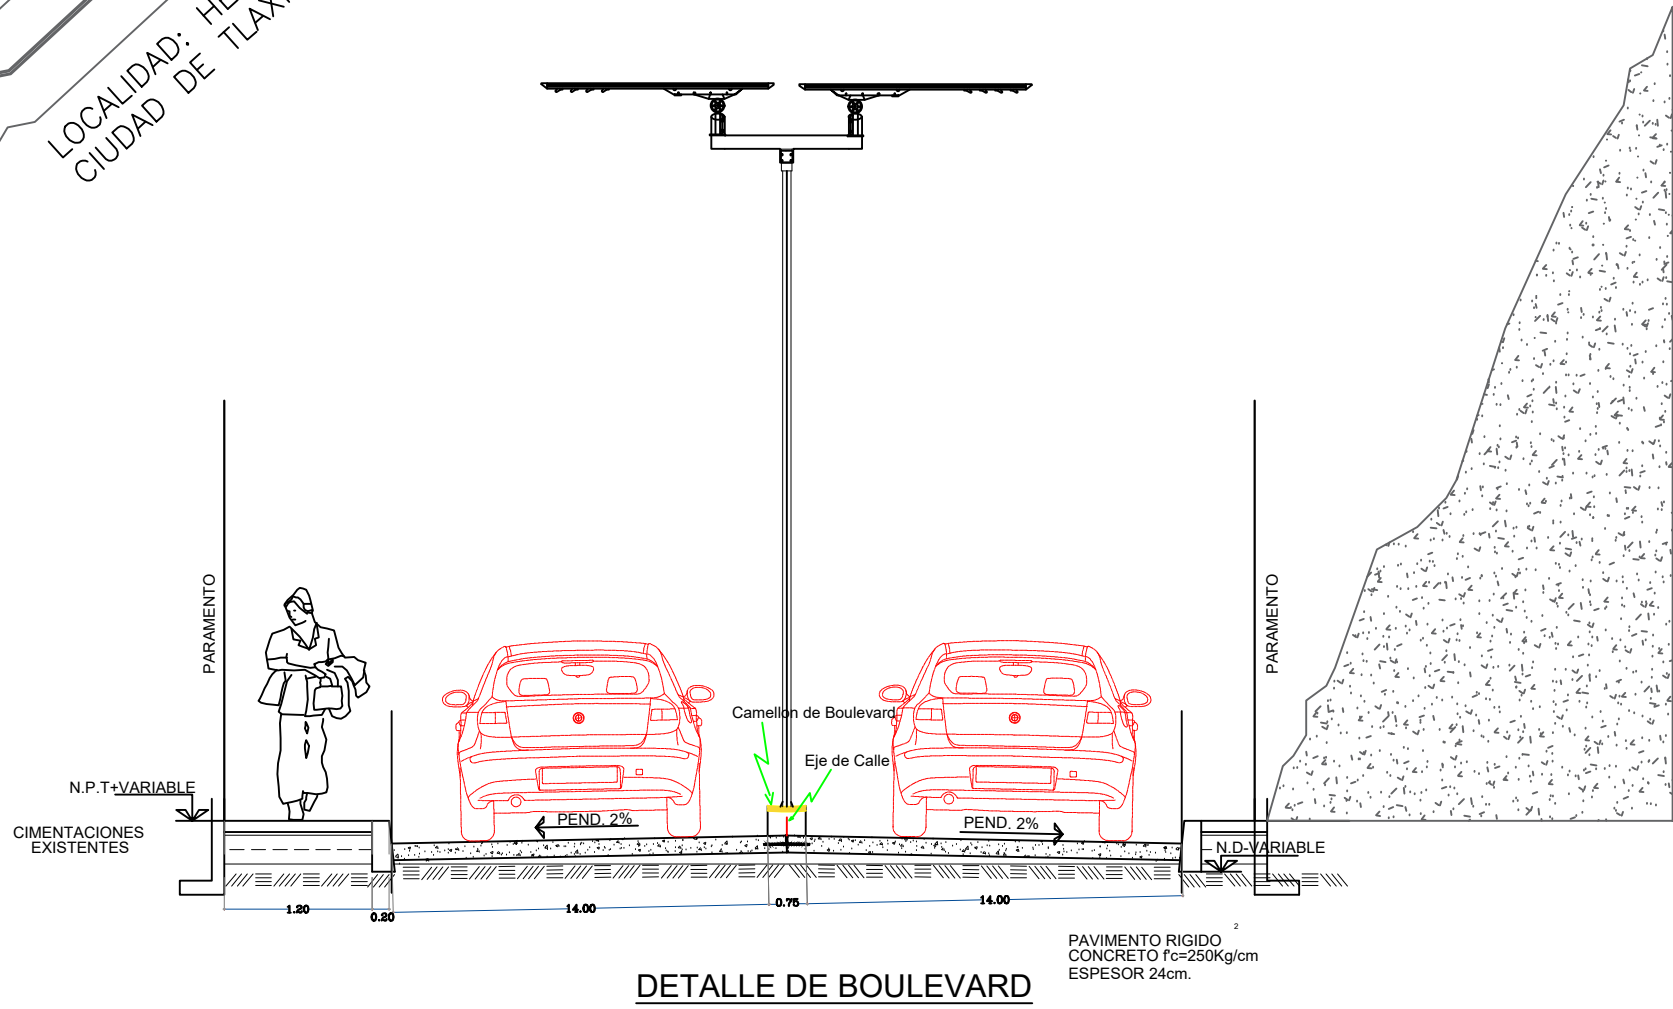 LOCALIDAD:
CIUDAD DE
PARAMENTO
PARAMENTO
Camellon de Boulevard
Eje de Calle
N.P.T+VARIABLE
PEND. 2%
PEND. 2%
CIMENTACIONES
EXISTENTES
N.D-VARIABLE
1.20
0.20
14.00
0.75
14.00
PAVIMENTO RIGIDO
CONCRETO f'c=250Kg/cm2
ESPESOR 24cm.
DETALLE DE BOULEVARD